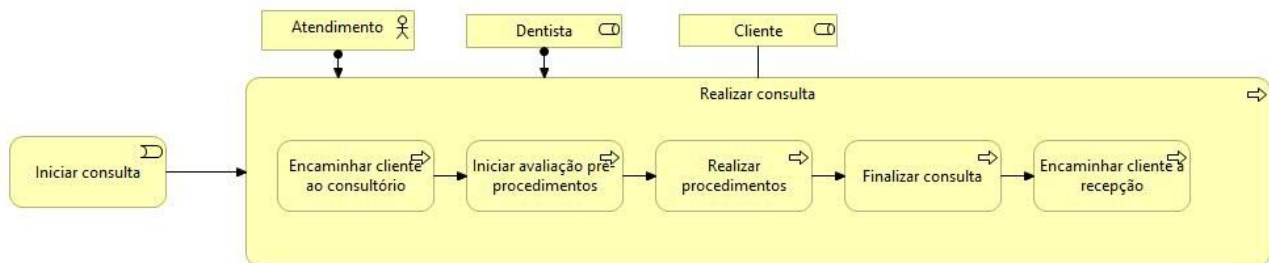 Atendimento
Dentista
Cliente
Realizar consulta
Iniciar consulta
Encaminhar cliente
ao consultório
Iniciar avaliação pré-
procedimentos
Realizar
procedimentos
Finalizar consulta
Encaminhar cliente à
recepção